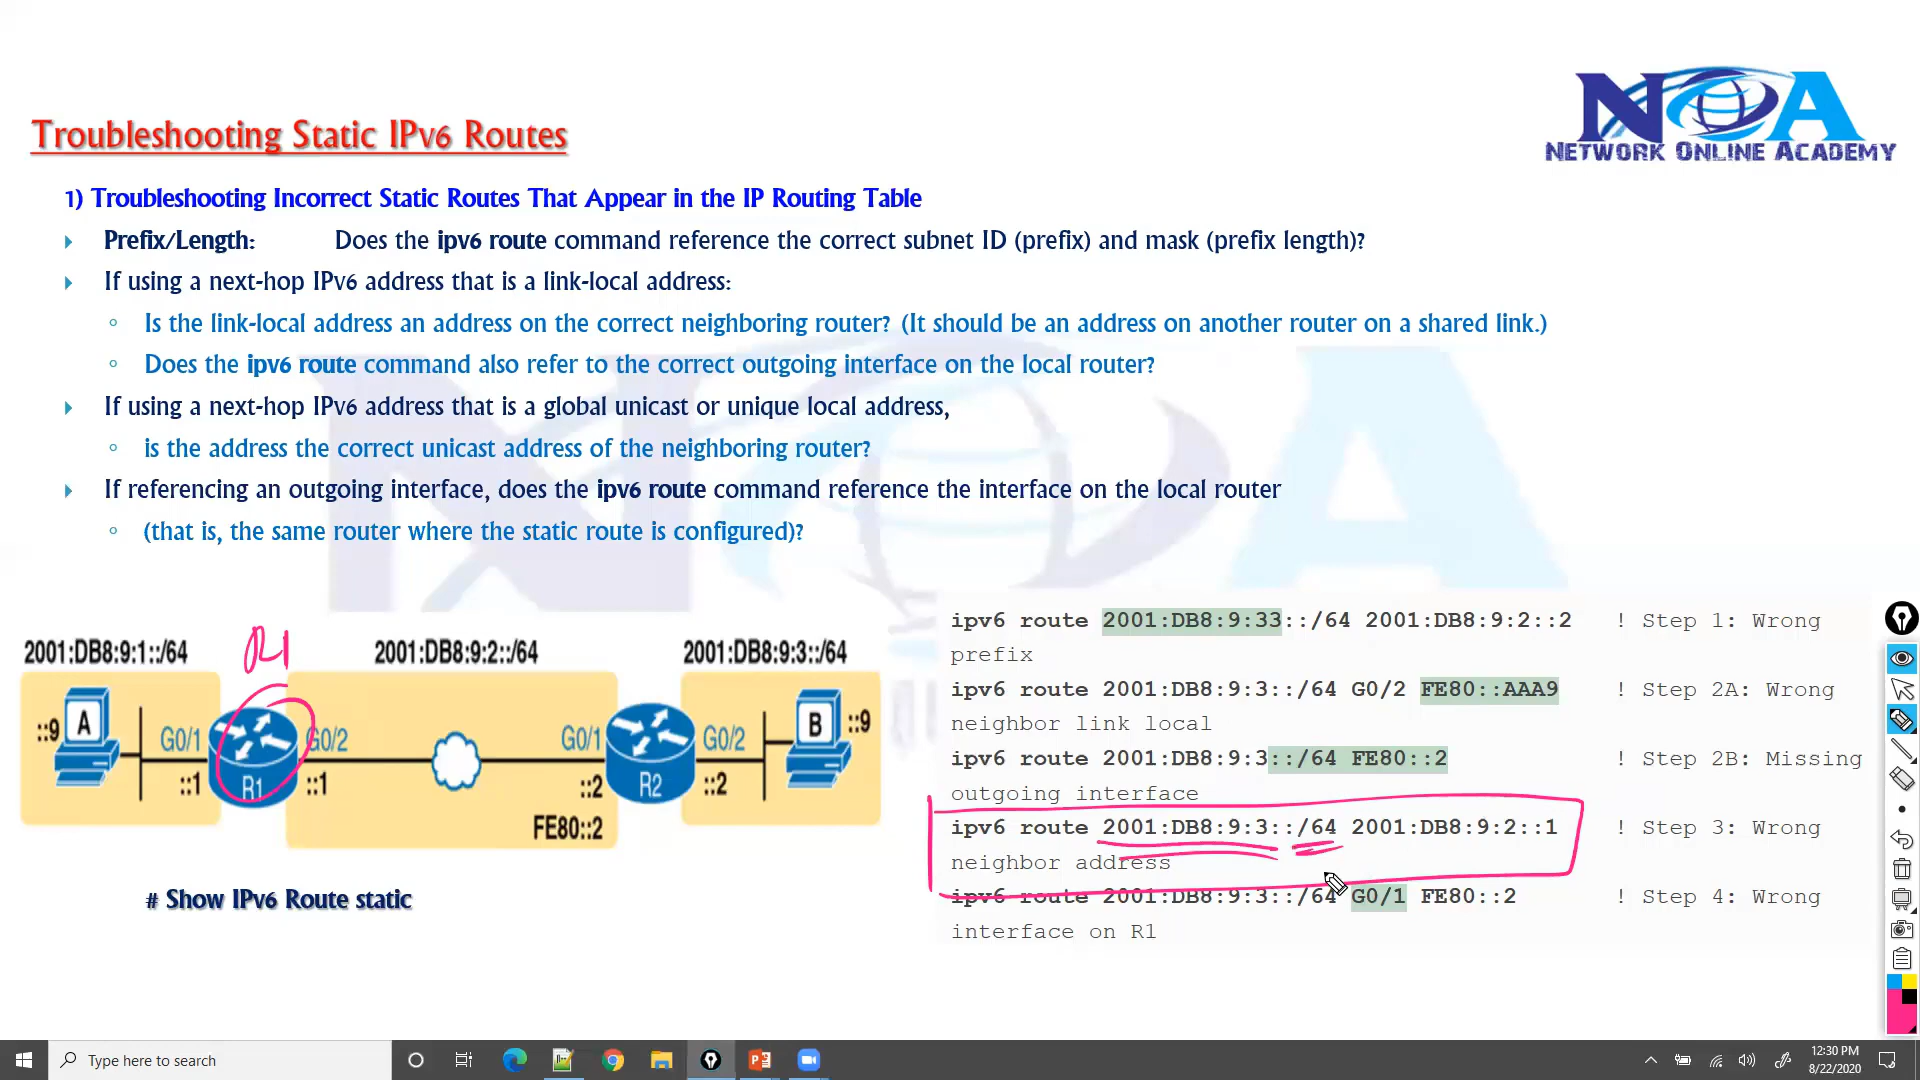 NOA
NETWORK ONLINE ACADEMY
Troubleshooting Static IPv6 Routes
1) Troubleshooting Incorrect Static Routes That Appear in the IP Routing Table
Prefix/Length: Does the ipv6 route command reference the correct subnet ID (prefix) and mask (prefix length)?
If using a next-hop IPv6 address that is a link-local address:
Is the link-local address an address on the correct neighboring router? (It should be an address on another router on a shared link.)
Does the ipv6 route command also refer to the correct outgoing interface on the local router?
If using a next-hop IPv6 address that is a global unicast or unique local address,
is the address the correct unicast address of the neighboring router?
If referencing an outgoing interface, does the ipv6 route command reference the interface on the local router
(that is, the same router where the static route is configured)?
R1
2001:DB8:9:1::/64 2001:DB8:9:2::/64 2001:DB8:9:3::/64
::9 A G0/1 G0/2 G0/1 G0/2 B ::9
::1 R1 ::1 ::2 R2 ::2
FE80::2
# Show IPv6 Route static
ipv6 route 2001:DB8:9:33::/64 2001:DB8:9:2::2 ! Step 1: Wrong
prefix
ipv6 route 2001:DB8:9:3::/64 G0/2 FE80::AAA9 ! Step 2A: Wrong
neighbor link local
ipv6 route 2001:DB8:9:3::/64 FE80::2 ! Step 2B: Missing
outgoing interface
ipv6 route 2001:DB8:9:3::/64 2001:DB8:9:2::1 ! Step 3: Wrong
neighbor address
ipv6 route 2001:DB8:9:3::/64 G0/1 FE80::2 ! Step 4: Wrong
interface on R1
Type here to search
12:30 PM
8/22/2020